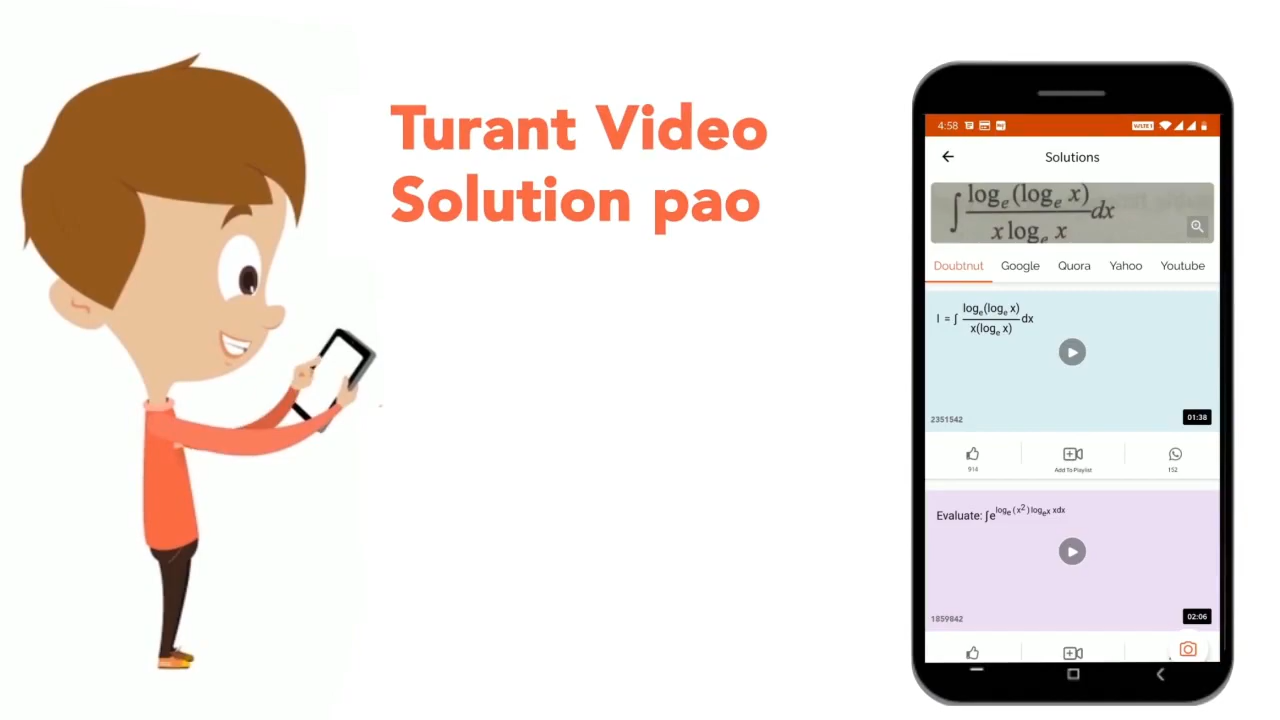 Turant Video
Solution pao
4:58
VoLTE1
Solutions
∫ logₑ(logₑ x) / x logₑ x dx
Doubtnut Google Quora Yahoo Youtube
I = ∫ logₑ(logₑ x) / x(logₑ x) dx
2351542 01:38
914 Add To Playlist 152
Evaluate: ∫e^logₑ(x²)logₑx xdx
1859842 02:06